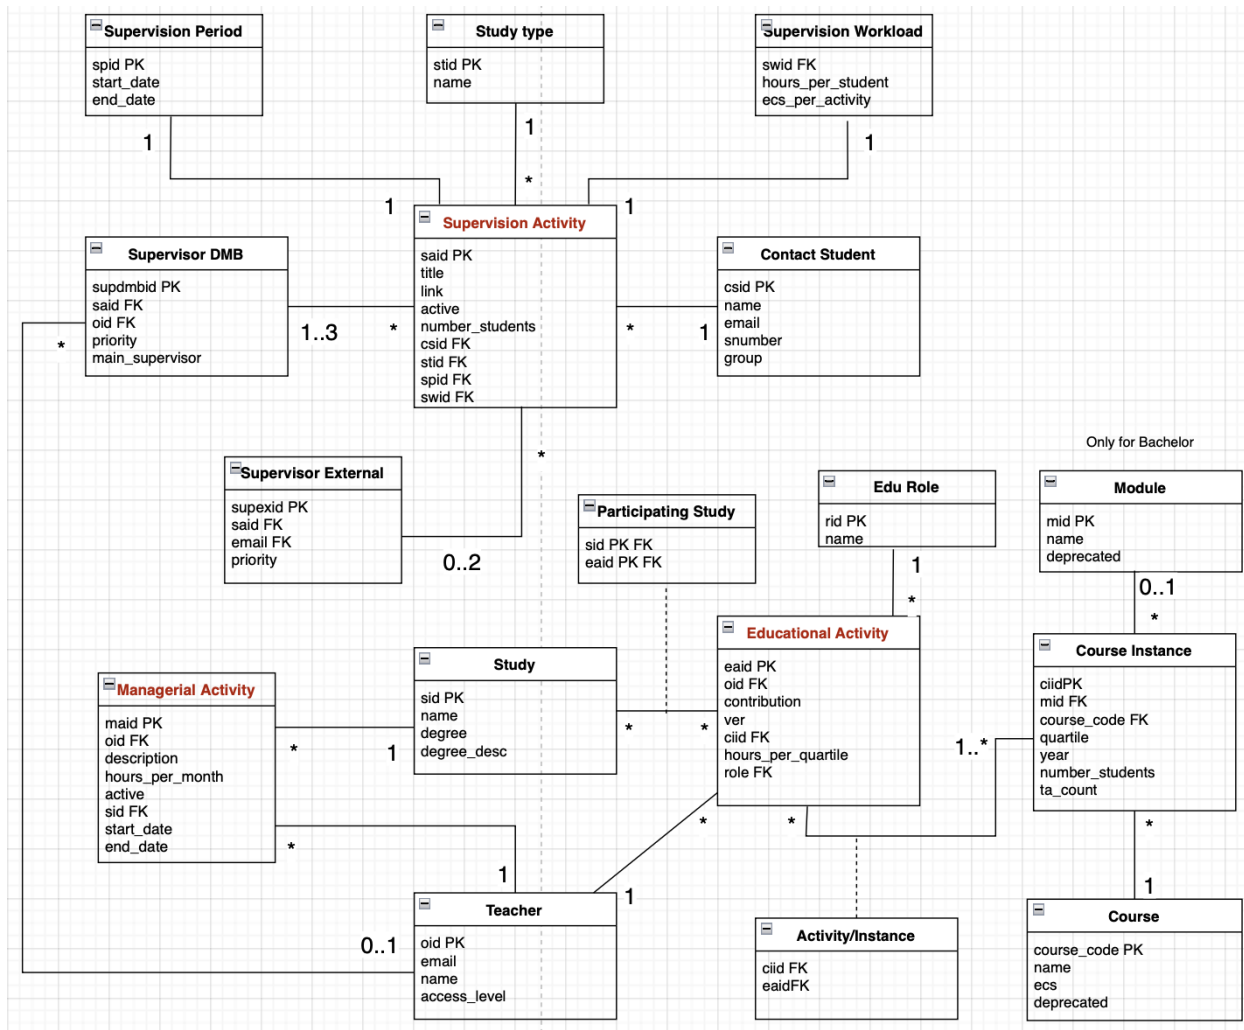 Supervision Period
spid PK
start_date
end_date
1
Study type
stid PK
name
1
*
Supervision Workload
swid FK
hours_per_student
ecs_per_activity
1
1
1
Supervision Activity
said PK
title
link
active
number_students
csid FK
stid FK
spid FK
swid FK
Supervisor DMB
supdmbid PK
said FK
oid FK
priority
main_supervisor
1..3
*
*
Contact Student
csid PK
name
email
snumber
group
*
1
Supervisor External
supexid PK
said FK
email FK
priority
0..2
*
Participating Study
sid PK FK
eaid PK FK
Edu Role
rid PK
name
1
*
Only for Bachelor
Module
mid PK
name
deprecated
0..1
*
Managerial Activity
maid PK
oid FK
description
hours_per_month
active
sid FK
start_date
end_date
*
1
*
1
Study
sid PK
name
degree
degree_desc
*
*
Educational Activity
eaid PK
oid FK
contribution
ver
ciid FK
hours_per_quartile
role FK
*
1
*
1..*
Course Instance
ciidPK
mid FK
course_code FK
quartile
year
number_students
ta_count
*
1
Teacher
oid PK
email
name
access_level
0..1
Activity/Instance
ciid FK
eaidFK
Course
course_code PK
name
ecs
deprecated